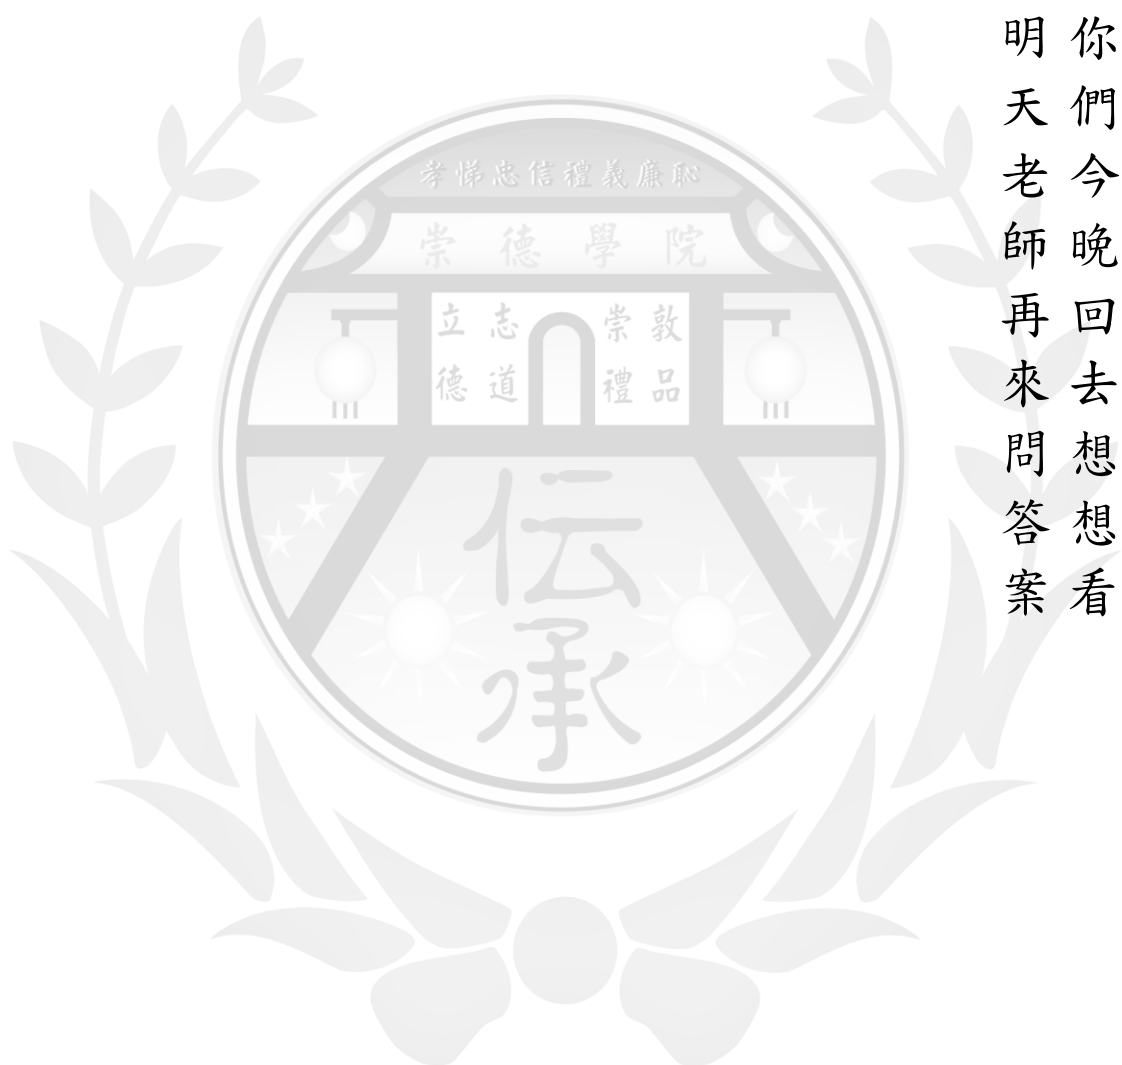 你們今晚回去想想看
明天老師再來問答案
孝悌忠信禮義廉恥
崇德學院
敦品
崇禮
志道
立德
伝承